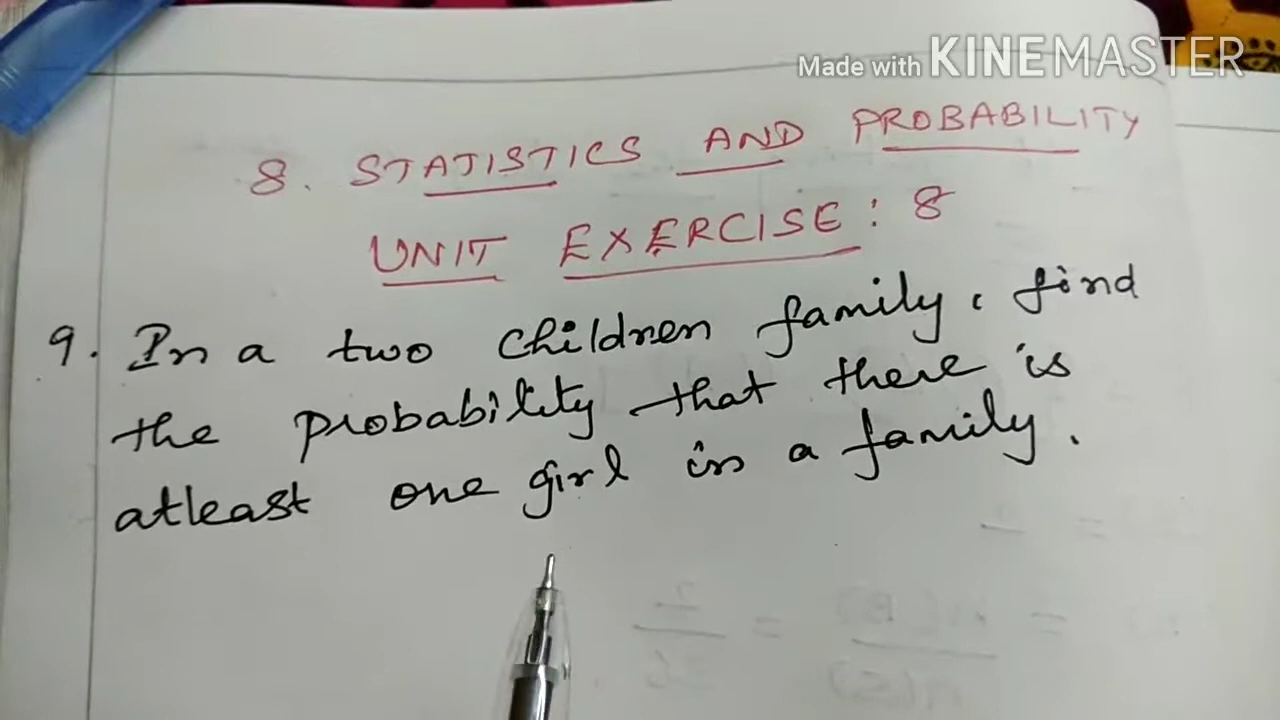 Made with KINEMASTER
8. STATISTICS AND PROBABILITY
UNIT EXERCISE : 8
9. In a two children family, find
the probability that there is
atleast one girl in a family.